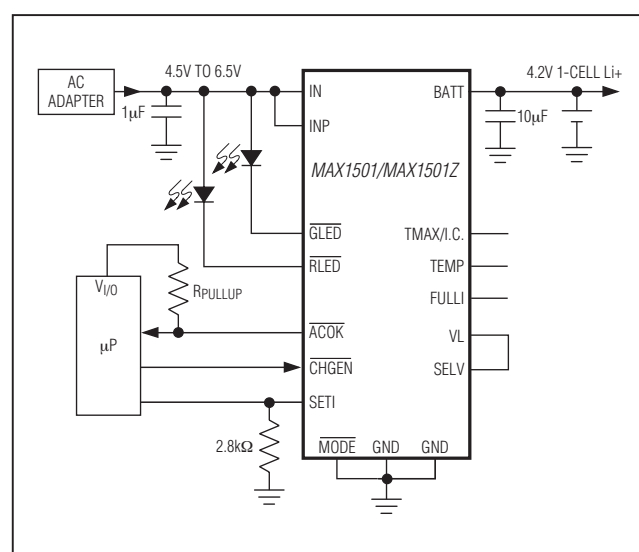 4.5V TO 6.5V
4.2V 1-CELL Li+
AC
ADAPTER
IN
BATT
1µF
10µF
INP
MAX1501/MAX1501Z
GLED
TMAX/I.C.
RLED
TEMP
VI/O
RPULLUP
FULLI
ACOK
VL
µP
CHGEN
SELV
SETI
2.8kΩ
MODE
GND
GND